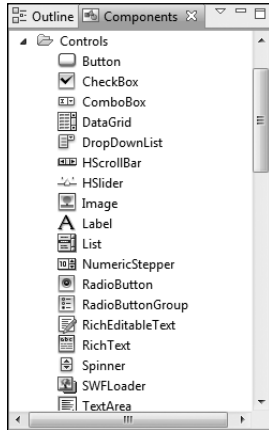 Outline Components
Controls
Button
CheckBox
ComboBox
DataGrid
DropDownList
HScrollBar
HSlider
Image
Label
List
NumericStepper
RadioButton
RadioButtonGroup
RichEditableText
RichText
Spinner
SWFLoader
TextArea